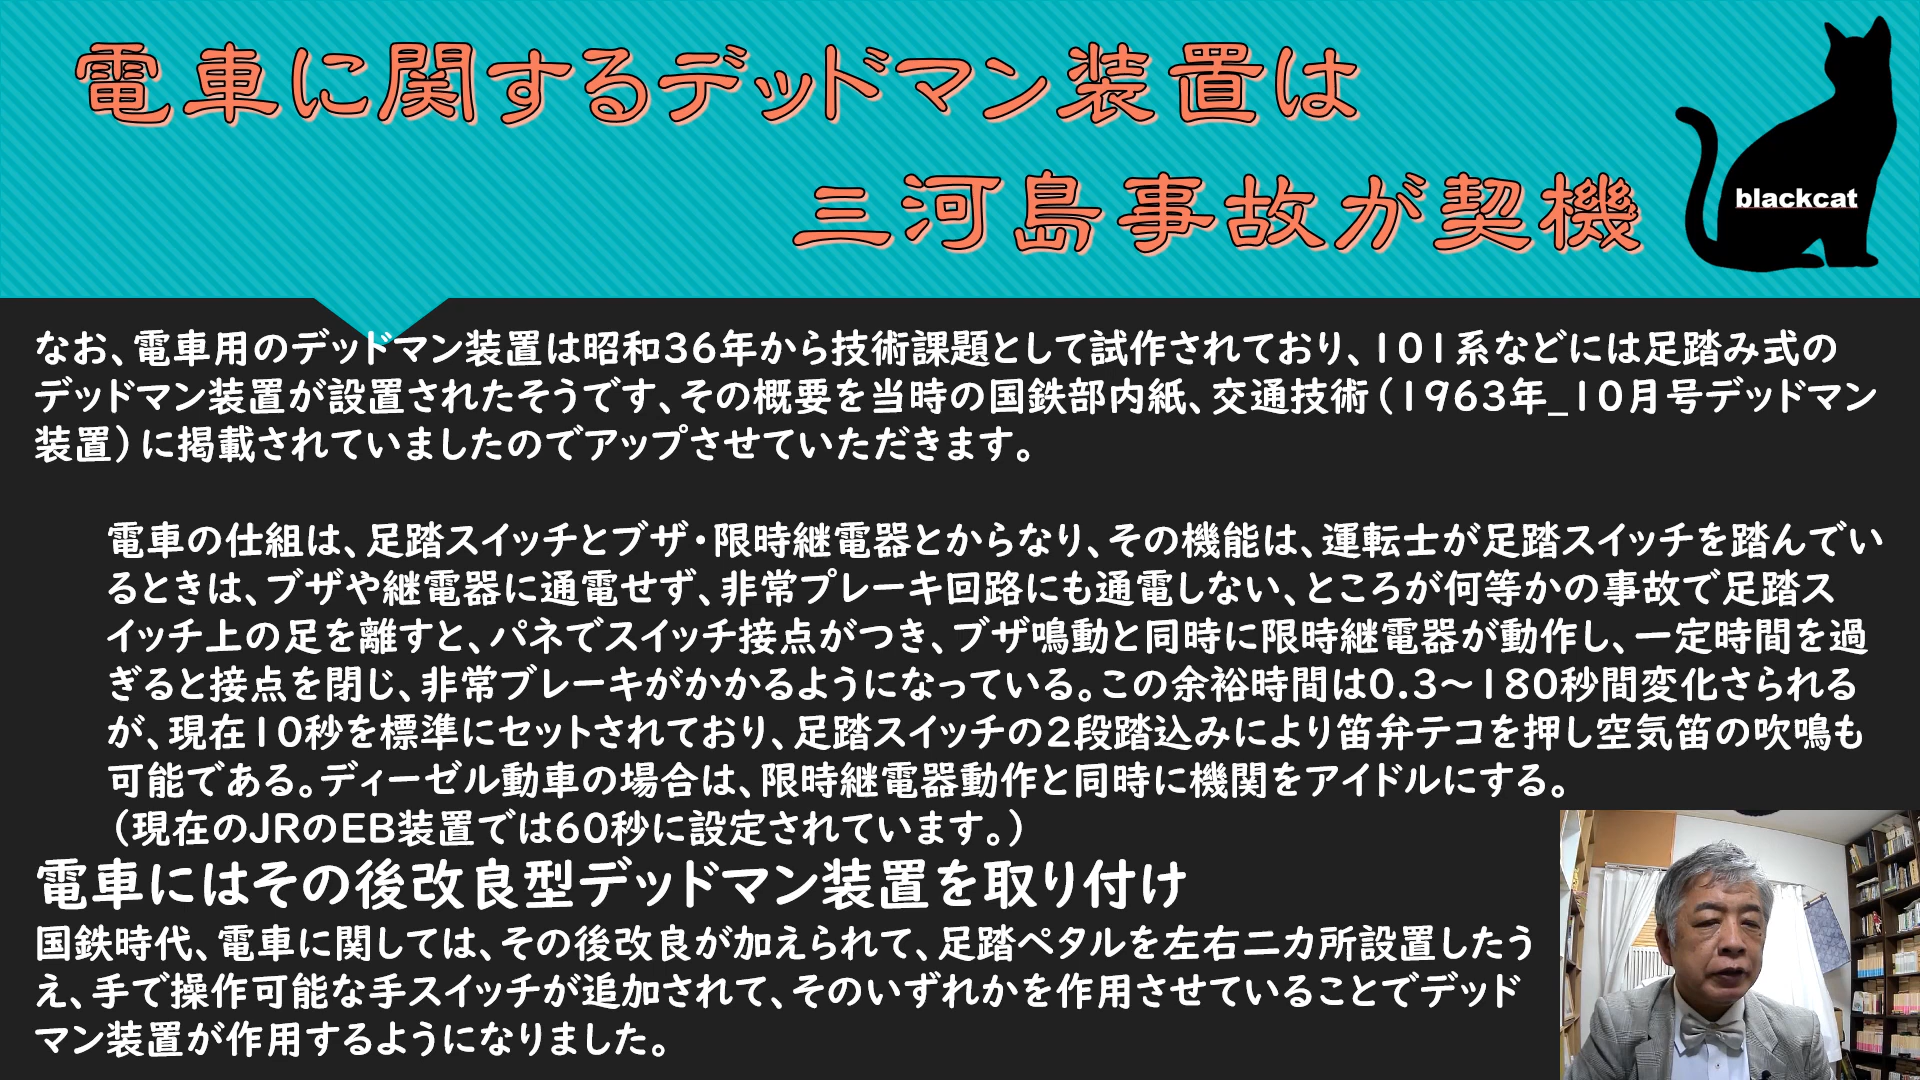 電車に関するデッドマン装置は
三河島事故が契機
blackcat
なお、電車用のデッドマン装置は昭和36年から技術課題として試作されており、101系などには足踏み式の
デッドマン装置が設置されたそうです、その概要を当時の国鉄部内紙、交通技術（1963年_10月号デッドマン
装置）に掲載されていましたのでアップさせていただきます。
電車の仕組は、足踏スイッチとブザ・限時継電器とからなり、その機能は、運転士が足踏スイッチを踏んでい
るときは、ブザや継電器に通電せず、非常プレーキ回路にも通電しない、ところが何等かの事故で足踏ス
イッチ上の足を離すと、パネでスイッチ接点がつき、ブザ鳴動と同時に限時継電器が動作し、一定時間を過
ぎると接点を閉じ、非常ブレーキがかかるようになっている。この余裕時間は0.3～180秒間変化さられる
が、現在10秒を標準にセットされており、足踏スイッチの2段踏込みにより笛弁テコを押し空気笛の吹鳴も
可能である。ディーゼル動車の場合は、限時継電器動作と同時に機関をアイドルにする。
（現在のJRのEB装置では60秒に設定されています。）
電車にはその後改良型デッドマン装置を取り付け
国鉄時代、電車に関しては、その後改良が加えられて、足踏ペタルを左右二カ所設置したう
え、手で操作可能な手スイッチが追加されて、そのいずれかを作用させていることでデッド
マン装置が作用するようになりました。